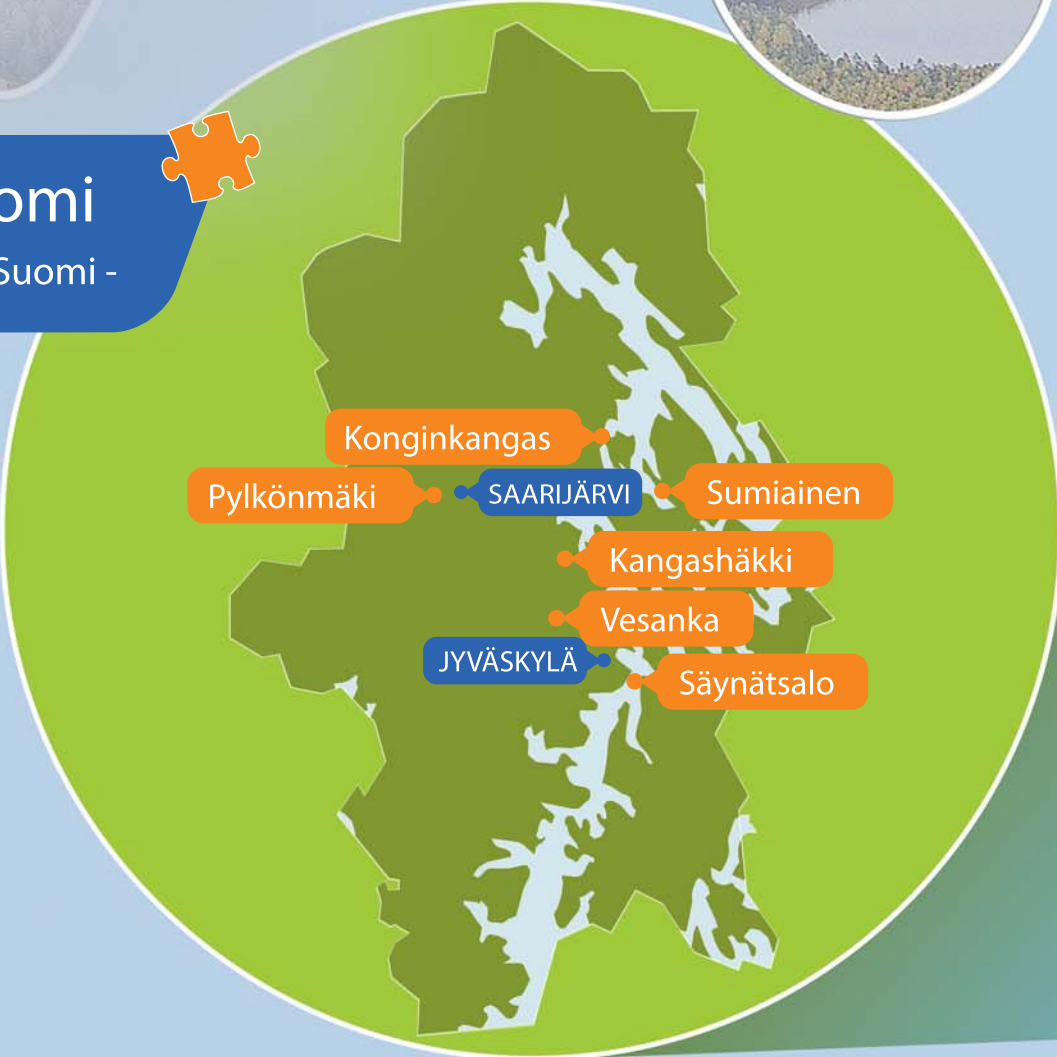 omi
Suomi -
Konginkangas
Pylkönmäki
SAARIJÄRVI
Sumiainen
Kangashäkki
Vesanka
JYVÄSKYLÄ
Säynätsalo